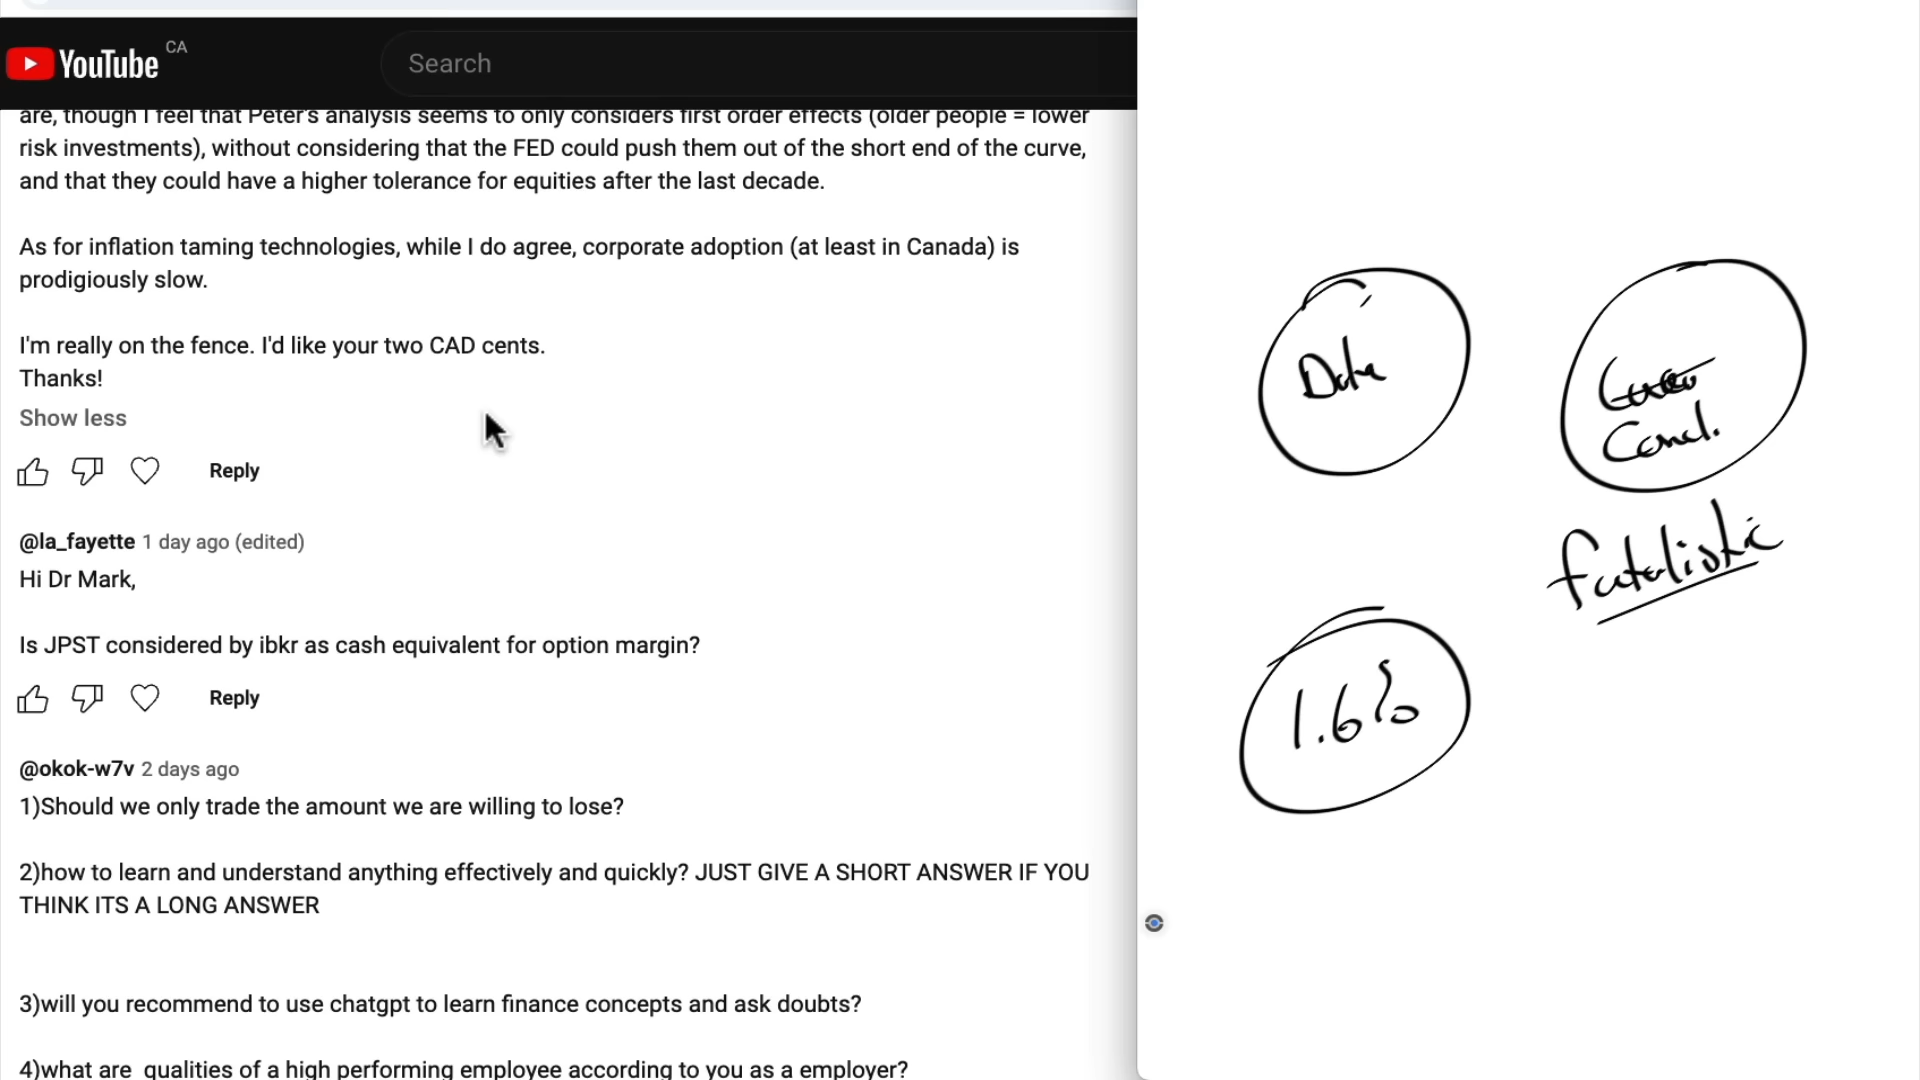 YouTube CA
Search
are, though I feel that Peter's analysis seems to only considers first order effects (older people = lower
risk investments), without considering that the FED could push them out of the short end of the curve,
and that they could have a higher tolerance for equities after the last decade.
As for inflation taming technologies, while I do agree, corporate adoption (at least in Canada) is
prodigiously slow.
I'm really on the fence. I'd like your two CAD cents.
Thanks!
Show less
Reply
@la_fayette 1 day ago (edited)
Hi Dr Mark,
Is JPST considered by ibkr as cash equivalent for option margin?
Reply
@okok-w7v 2 days ago
1)Should we only trade the amount we are willing to lose?
2)how to learn and understand anything effectively and quickly? JUST GIVE A SHORT ANSWER IF YOU
THINK ITS A LONG ANSWER
3)will you recommend to use chatgpt to learn finance concepts and ask doubts?
4)what are qualities of a high performing employee according to you as a employer?
Data
Concl.
fatalistic
1.6%